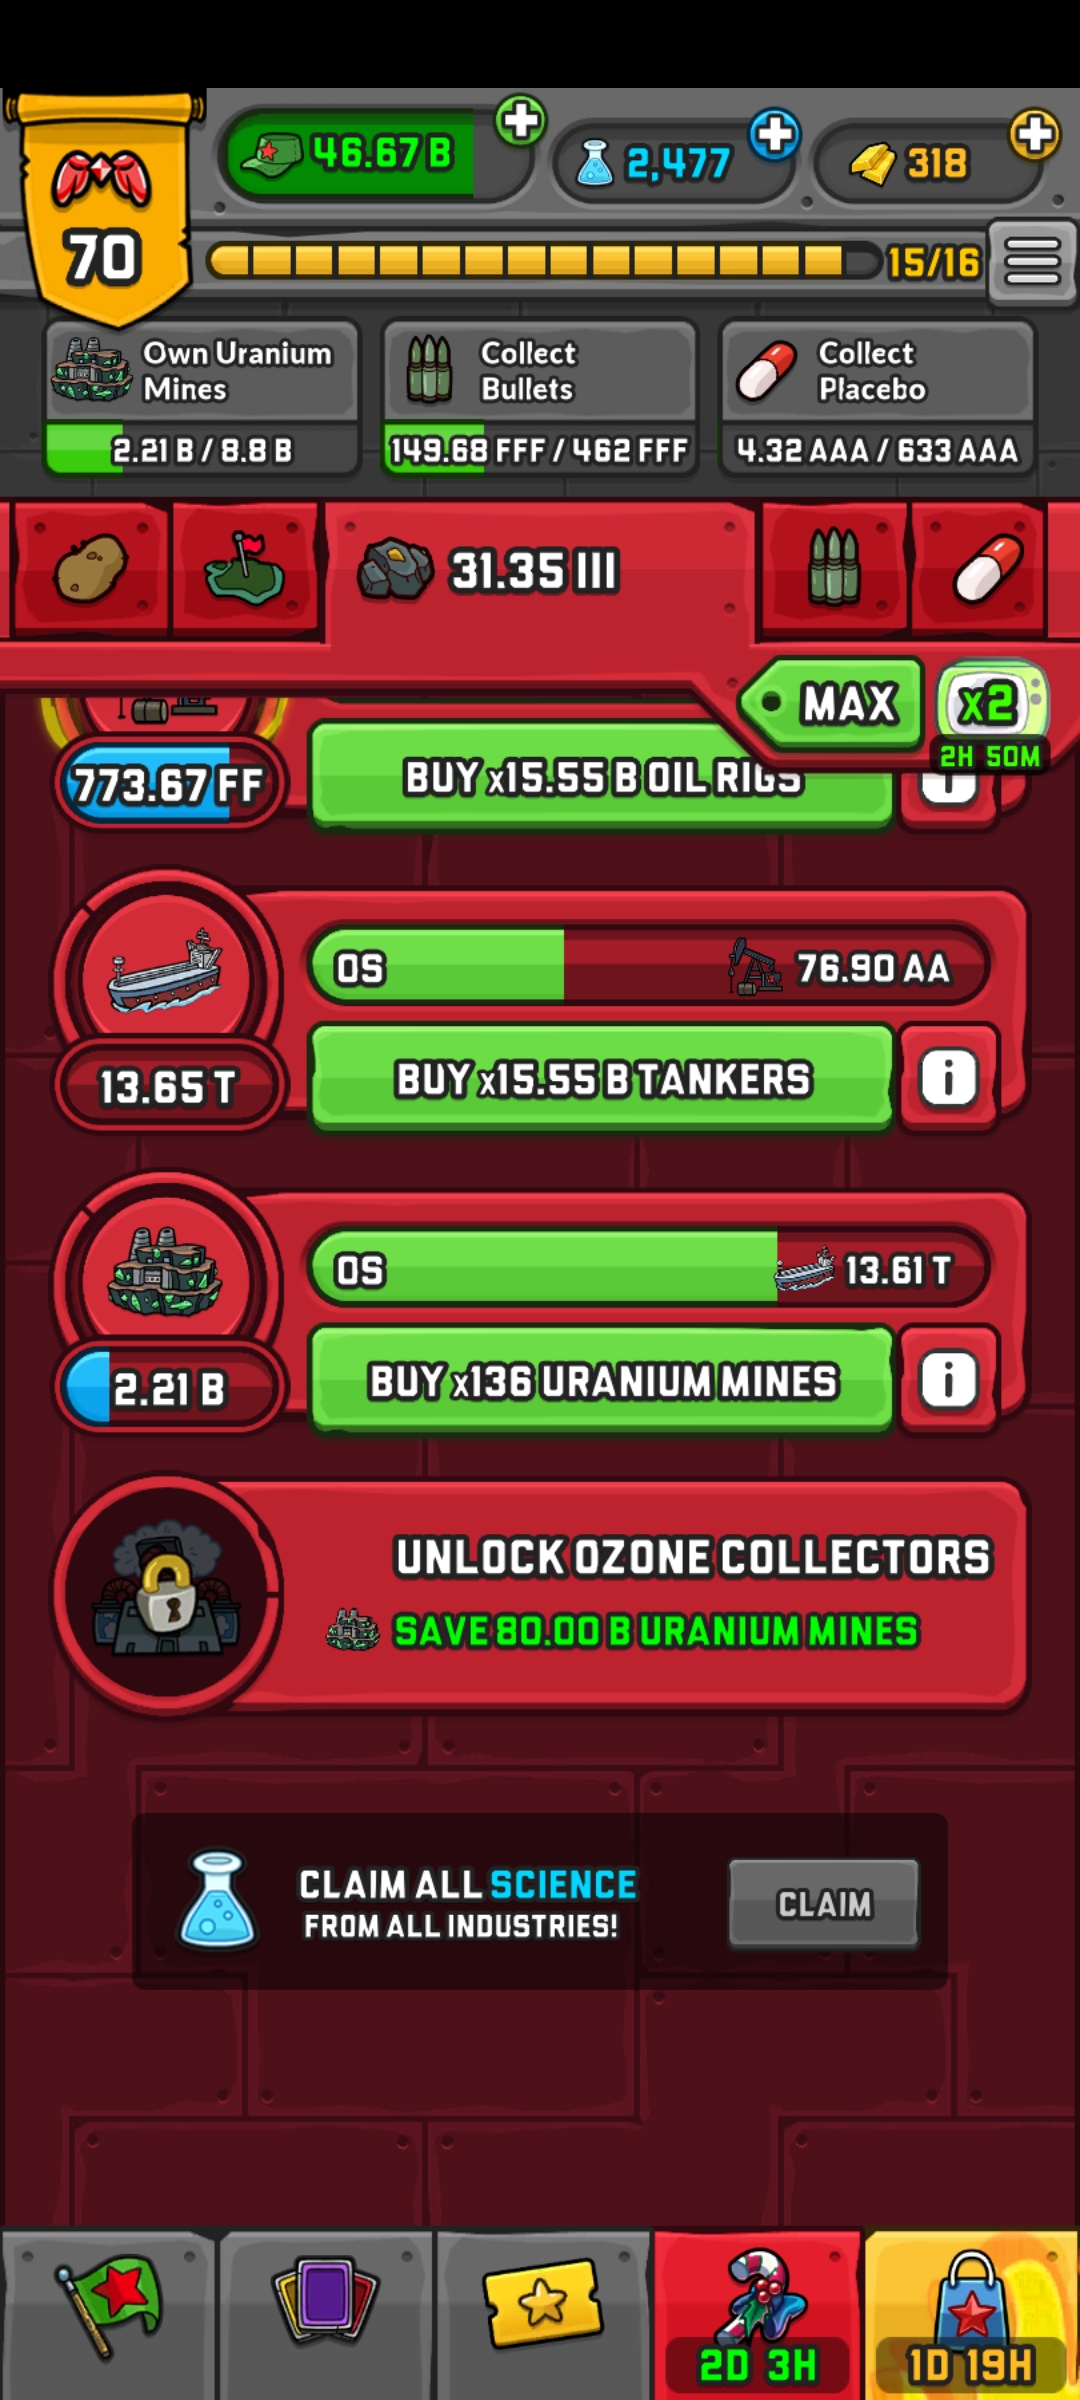 46.67 B
2,477
318
70
15/16
Own Uranium
Mines
2.21 B / 8.8 B
Collect
Bullets
149.68 FFF / 462 FFF
Collect
Placebo
4.32 AAA / 633 AAA
31.35 III
MAX
x2
2H 50M
773.67 FF
BUY x15.55 B OIL RIGS
0S
76.90 AA
13.65 T
BUY x15.55 B TANKERS
i
0S
13.61 T
2.21 B
BUY x136 URANIUM MINES
i
UNLOCK OZONE COLLECTORS
SAVE 80.00 B URANIUM MINES
CLAIM ALL SCIENCE
FROM ALL INDUSTRIES!
CLAIM
2D 3H
1D 19H